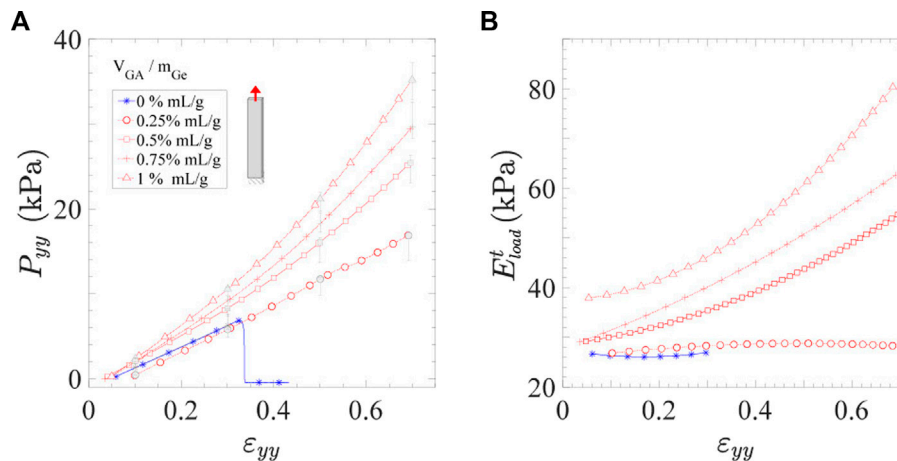 A
P_yy (kPa)
40
20
0
V_GA / m_Ge
0 % mL/g
0.25% mL/g
0.5% mL/g
0.75% mL/g
1 % mL/g
0 0.2 0.4 0.6
ε_yy
B
E^t_load (kPa)
80
60
40
20
0 0.2 0.4 0.6
ε_yy